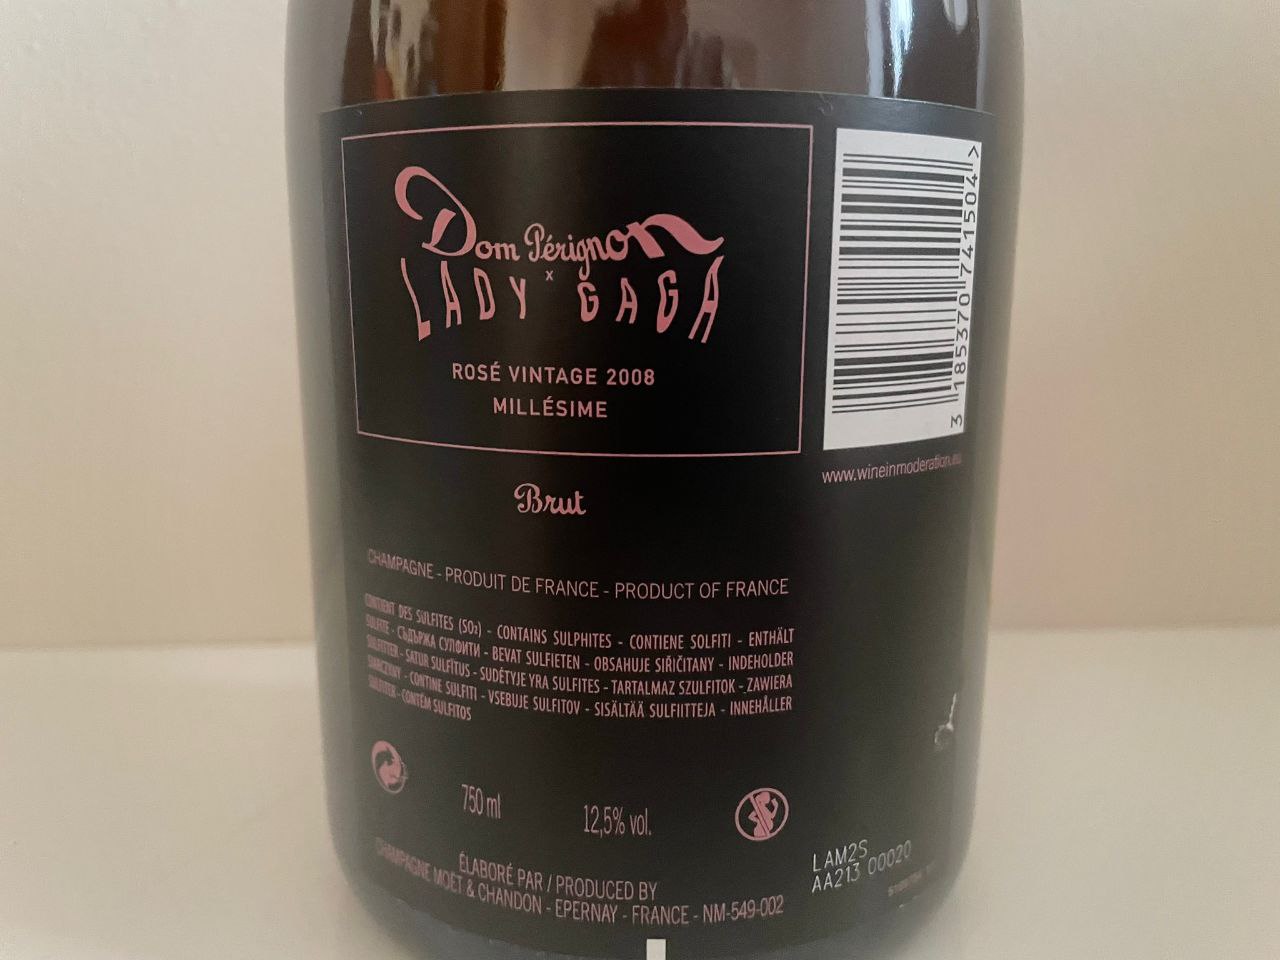 Dom Pérignon
x
LADY GAGA
ROSÉ VINTAGE 2008
MILLÉSIME
Brut
CHAMPAGNE - PRODUIT DE FRANCE - PRODUCT OF FRANCE
CONTIENT DES SULFITES (SO₂) - CONTAINS SULPHITES - CONTIENE SOLFITI - ENTHÄLT
SULFITE - СЪДЪРЖА СУЛФИТИ - BEVAT SULFIETEN - OBSAHUJE SIŘIČITANY - INDEHOLDER
SULFITTER - SATUR SULFĪTUS - SUDĖTYJE YRA SULFITES - TARTALMAZ SZULFITOK - ZAWIERA
SIARCZYNY - CONTINE SULFITI - VSEBUJE SULFITOV - SISÄLTÄÄ SULFIITTEJA - INNEHÅLLER
SULFITER - CONTÉM SULFITOS
750 ml
12,5% vol.
ÉLABORÉ PAR / PRODUCED BY
CHAMPAGNE MOËT & CHANDON - EPERNAY - FRANCE - NM-549-002
3 185370 741504 >
www.wineinmoderation.eu
LAM2S
AA213 00020